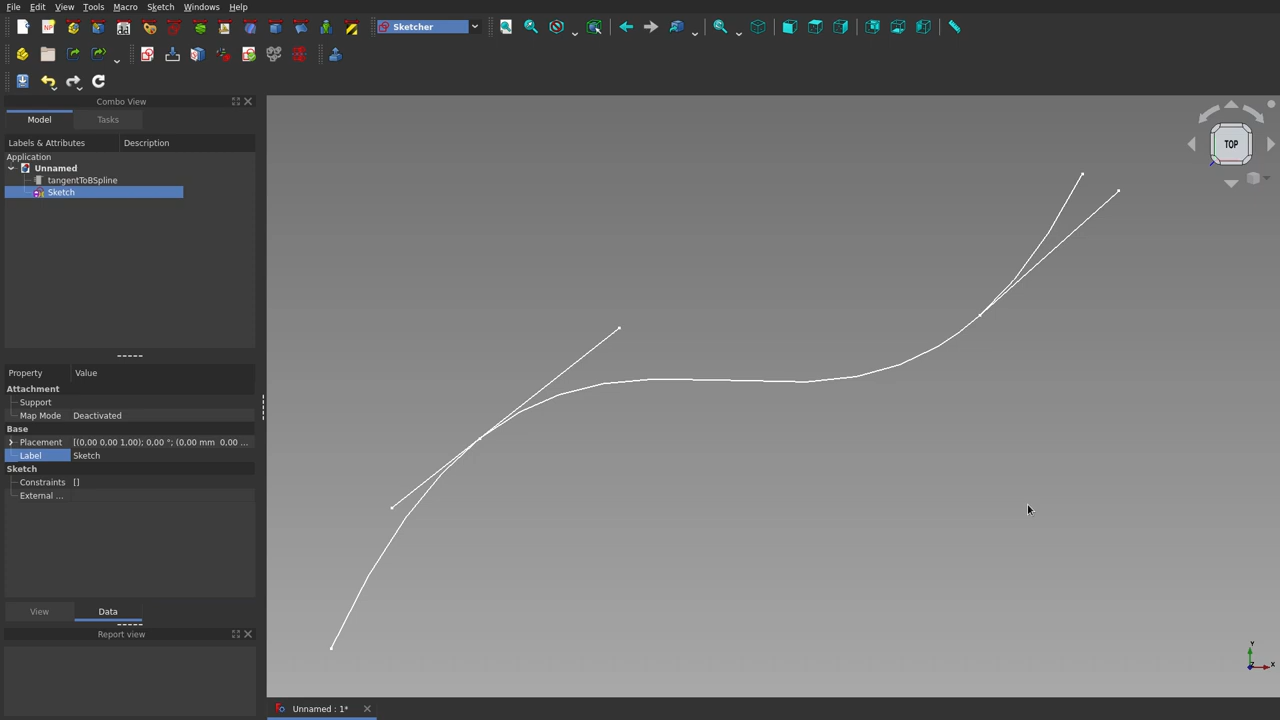 File Edit View Tools Macro Sketch Windows Help
Sketcher
Combo View
Model Tasks
Labels & Attributes Description
Application
Unnamed
tangentToBSpline
Sketch
TOP
Property Value
Attachment
Support
Map Mode Deactivated
Base
Placement [(0,00 0,00 1,00); 0,00 °; (0,00 mm 0,00 ...
Label Sketch
Sketch
Constraints []
External ...
View Data
Report view
Y
Z X
Unnamed : 1*